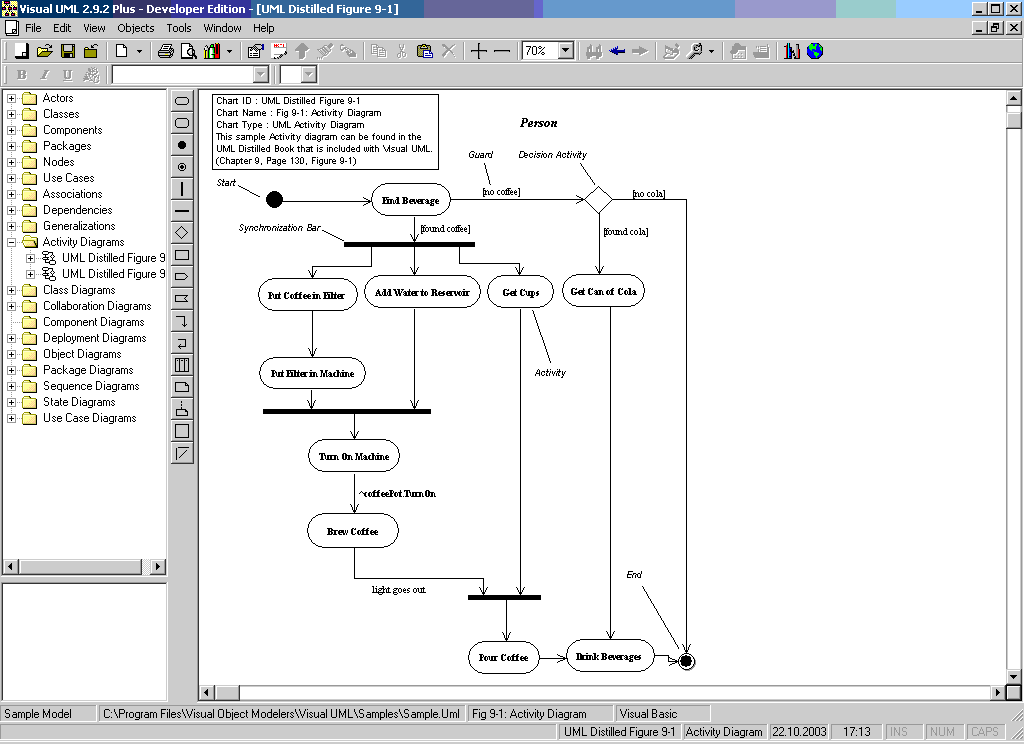 Visual UML 2.9.2 Plus - Developer Edition - [UML Distilled Figure 9-1]
File Edit View Objects Tools Window Help
70%
B I U
Actors
Classes
Components
Packages
Nodes
Use Cases
Associations
Dependencies
Generalizations
Activity Diagrams
UML Distilled Figure 9
UML Distilled Figure 9
Class Diagrams
Collaboration Diagrams
Component Diagrams
Deployment Diagrams
Object Diagrams
Package Diagrams
Sequence Diagrams
State Diagrams
Use Case Diagrams
Chart ID : UML Distilled Figure 9-1
Chart Name : Fig 9-1: Activity Diagram
Chart Type : UML Activity Diagram
This sample Activity diagram can be found in the
UML Distilled Book that is included with Visual UML.
(Chapter 9, Page 130, Figure 9-1)
Person
Guard
Decision Activity
Start
Find Beverage
[no coffee]
[no cola]
Synchronization Bar
[found coffee]
[found cola]
Put Coffee in Filter
Add Water to Reservoir
Get Cups
Get Can of Cola
Put Filter in Machine
Activity
Turn On Machine
^coffeePot.TurnOn
Brew Coffee
light goes out
End
Pour Coffee
Drink Beverages
Sample Model
C:\Program Files\Visual Object Modelers\Visual UML\Samples\Sample.Uml
Fig 9-1: Activity Diagram
Visual Basic
UML Distilled Figure 9-1
Activity Diagram
22.10.2003
17:13
INS
NUM
CAPS